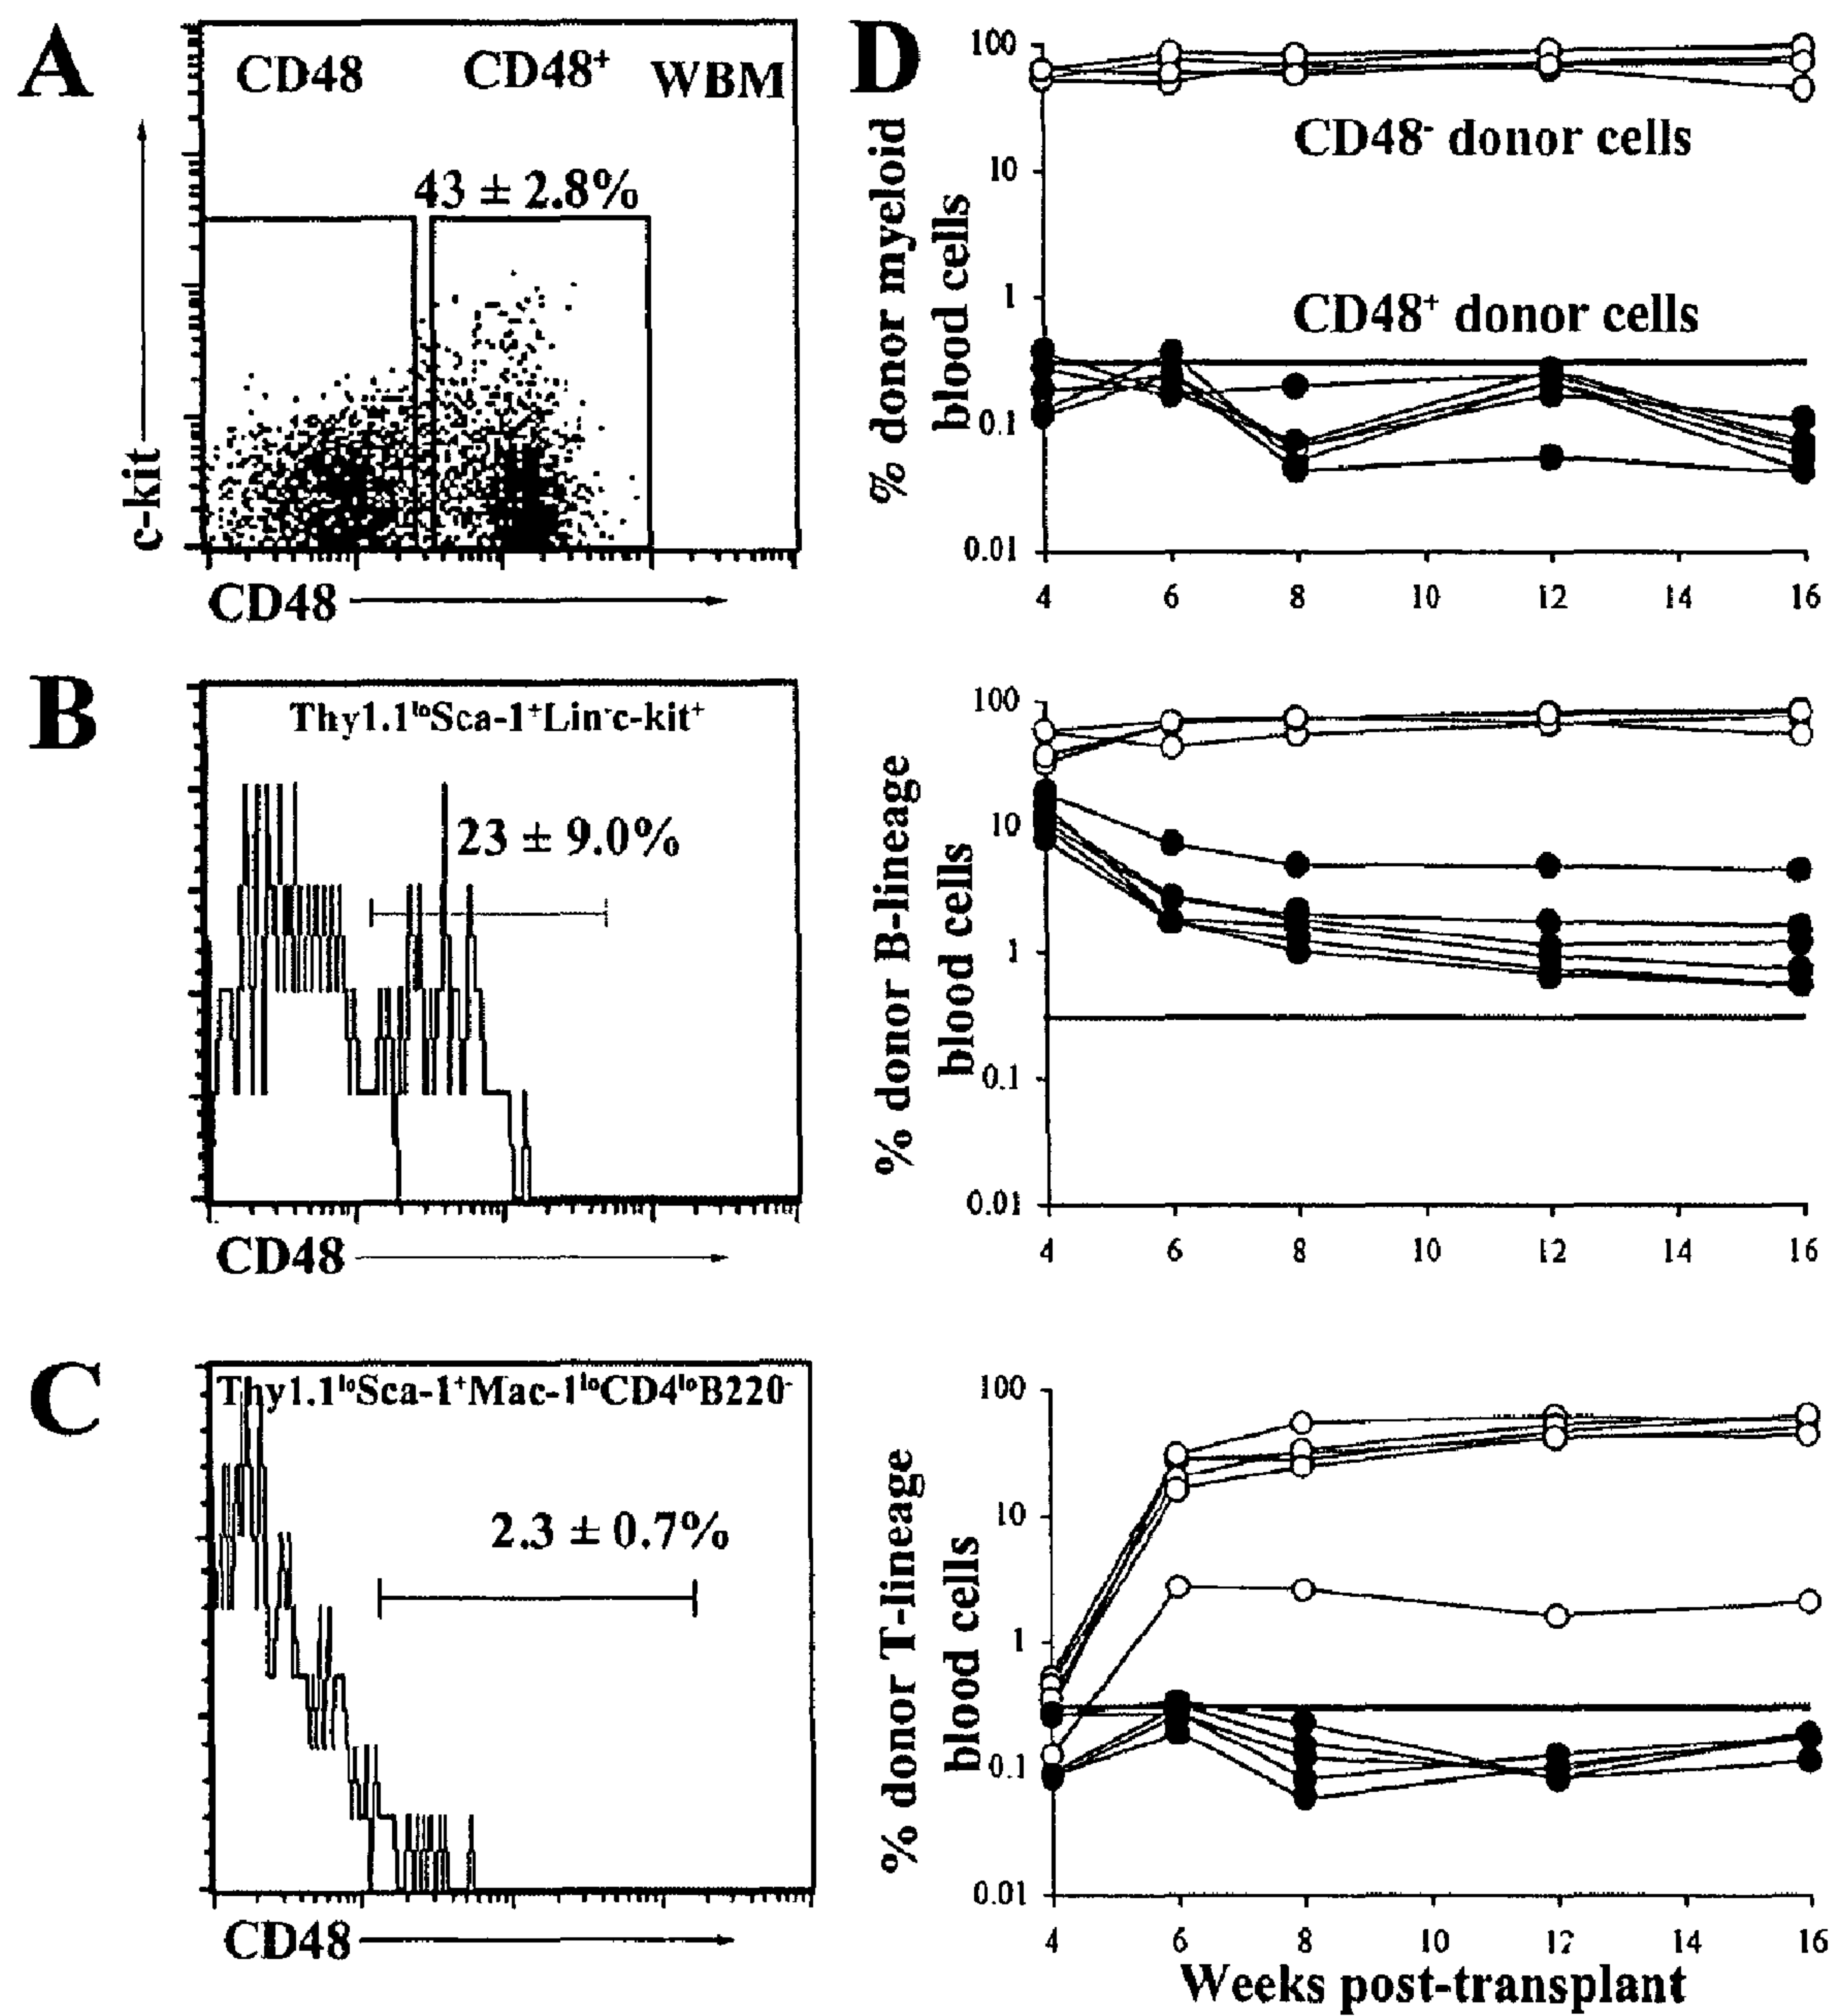 A
CD48 CD48⁺ WBM
43 ± 2.8%
c-kit
CD48
B
Thy1.1ˡᵒSca-1⁺Lin⁻c-kit⁺
23 ± 9.0%
CD48
C
Thy1.1ˡᵒSca-1⁺Mac-1ˡᵒCD4ˡᵒB220⁻
2.3 ± 0.7%
CD48
D
% donor myeloid
blood cells
100
10
1
0.1
0.01
CD48⁻ donor cells
CD48⁺ donor cells
4 6 8 10 12 14 16
% donor B-lineage
blood cells
100
10
1
0.1
0.01
4 6 8 10 12 14 16
% donor T-lineage
blood cells
100
10
1
0.1
0.01
4 6 8 10 12 14 16
Weeks post-transplant